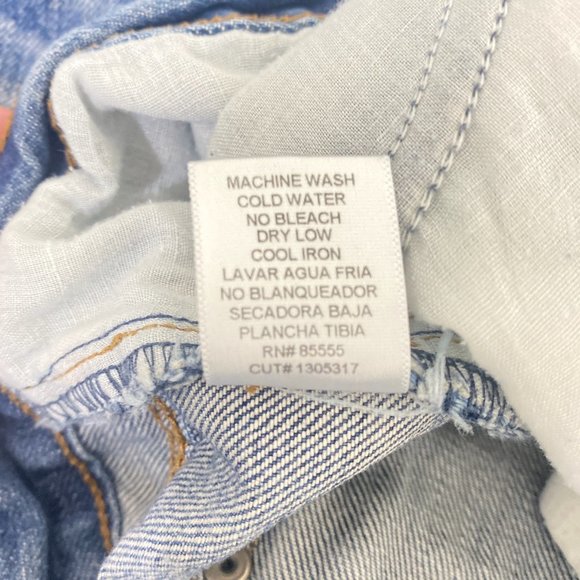 MACHINE WASH
COLD WATER
NO BLEACH
DRY LOW
COOL IRON
LAVAR AGUA FRIA
NO BLANQUEADOR
SECADORA BAJA
PLANCHA TIBIA
RN# 85555
CUT# 1305317